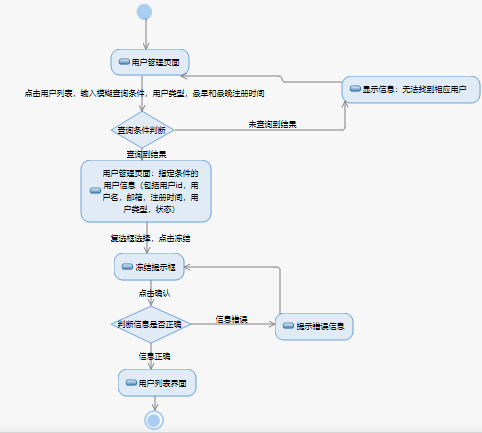 用户管理页面
点击用户列表，输入模糊查询条件，用户类型，最早和最晚注册时间
显示信息：无法找到相应用户
查询条件判断
未查询到结果
查询到结果
用户管理页面：指定条件的
用户信息（包括用户id，用
户名，邮箱，注册时间，用
户类型，状态）
复选框选择，点击冻结
冻结提示框
点击确认
判断信息是否正确
信息错误
提示错误信息
信息正确
用户列表界面